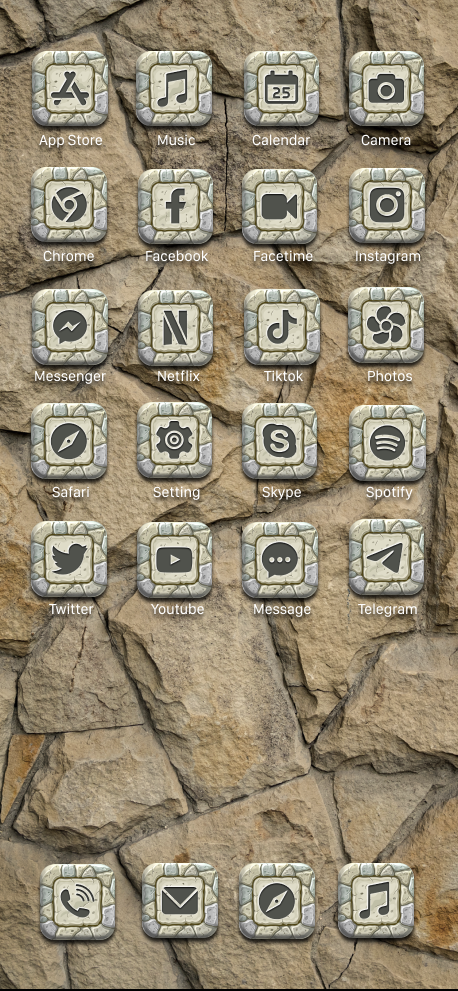 App Store
Music
Calendar
25
Camera
Chrome
Facebook
Facetime
Instagram
Messenger
Netflix
Tiktok
Photos
Safari
Setting
Skype
Spotify
Twitter
Youtube
Message
Telegram